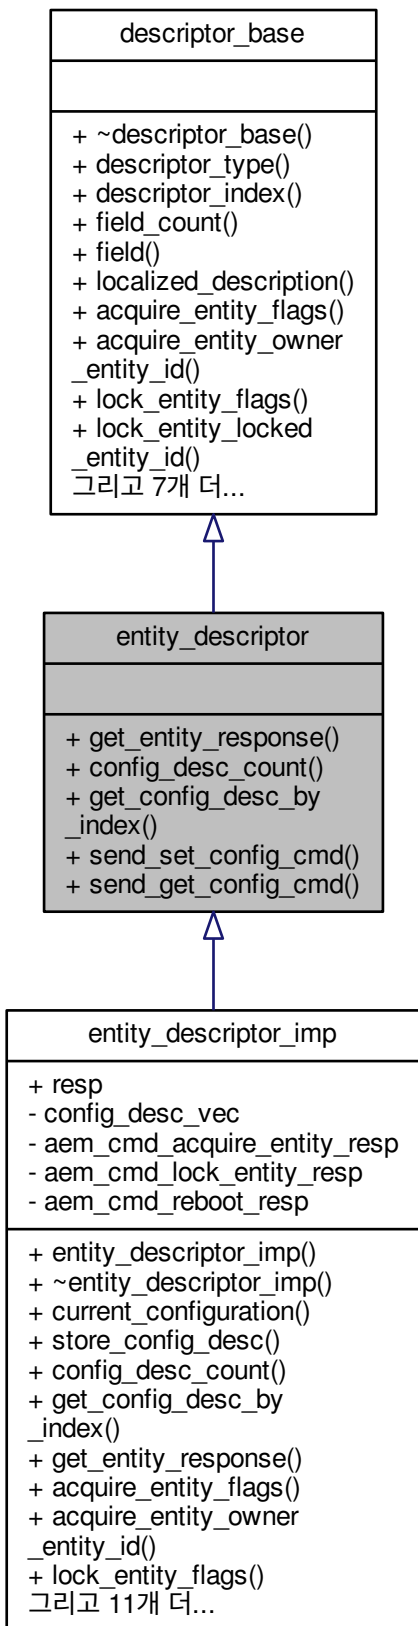 descriptor_base
+ ~descriptor_base()
+ descriptor_type()
+ descriptor_index()
+ field_count()
+ field()
+ localized_description()
+ acquire_entity_flags()
+ acquire_entity_owner
_entity_id()
+ lock_entity_flags()
+ lock_entity_locked
_entity_id()
그리고 7개 더...
entity_descriptor
+ get_entity_response()
+ config_desc_count()
+ get_config_desc_by
_index()
+ send_set_config_cmd()
+ send_get_config_cmd()
entity_descriptor_imp
+ resp
- config_desc_vec
- aem_cmd_acquire_entity_resp
- aem_cmd_lock_entity_resp
- aem_cmd_reboot_resp
+ entity_descriptor_imp()
+ ~entity_descriptor_imp()
+ current_configuration()
+ store_config_desc()
+ config_desc_count()
+ get_config_desc_by
_index()
+ get_entity_response()
+ acquire_entity_flags()
+ acquire_entity_owner
_entity_id()
+ lock_entity_flags()
그리고 11개 더...